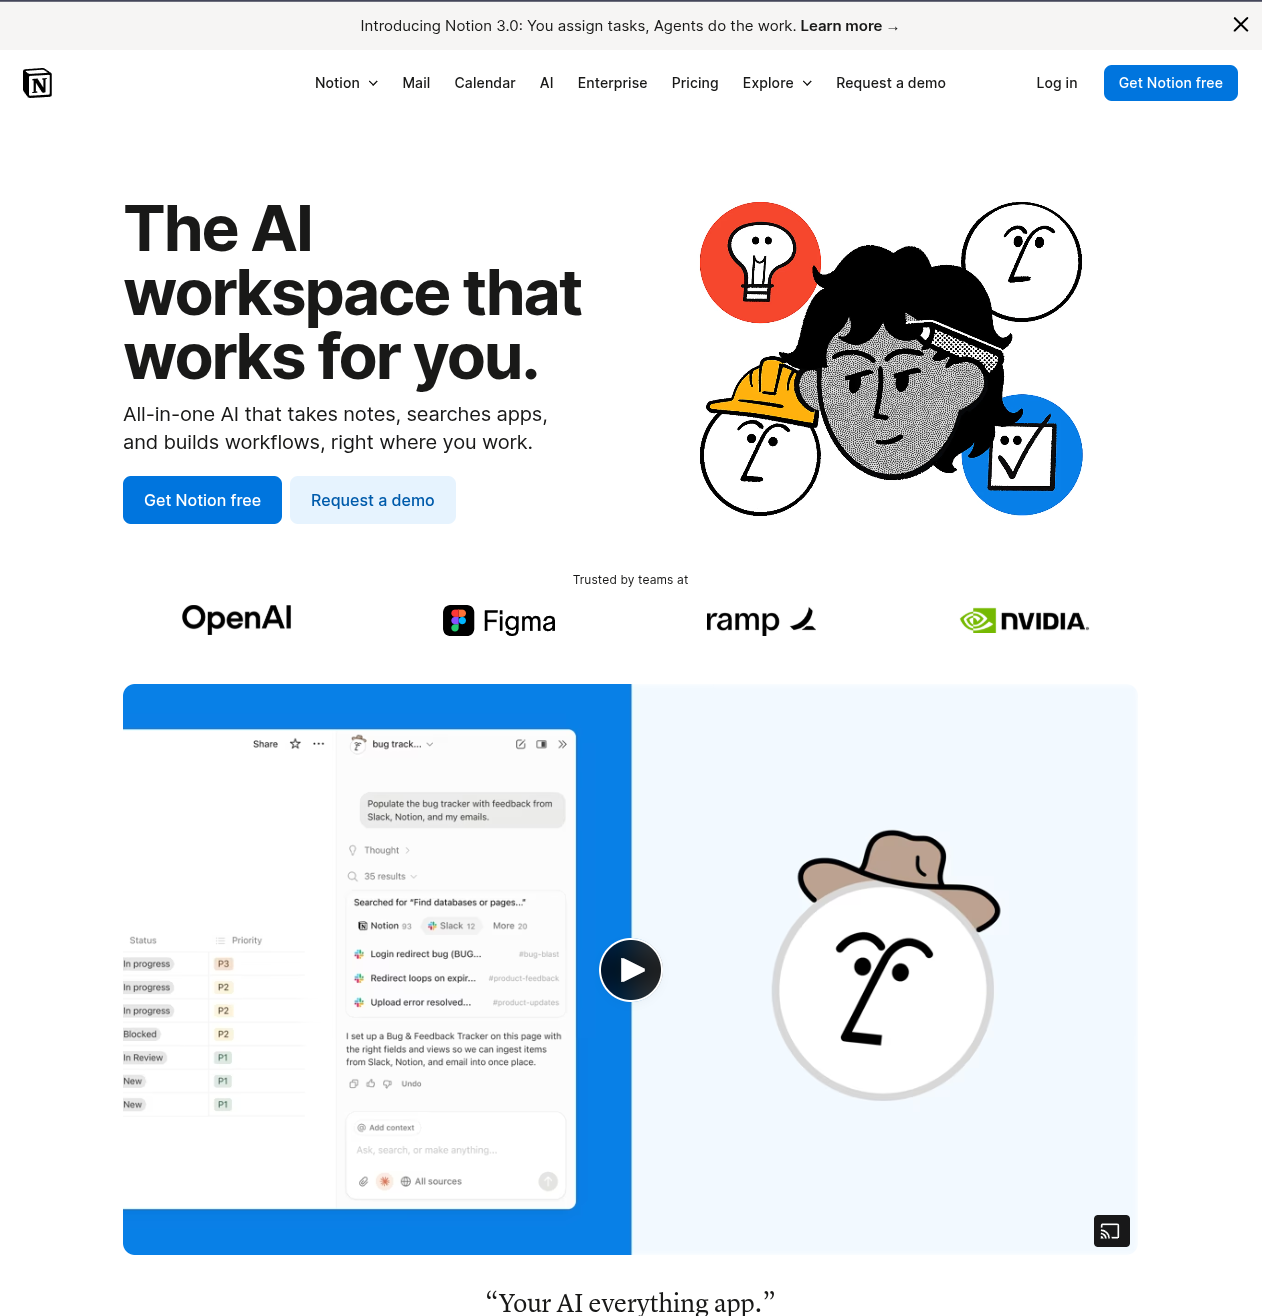 Introducing Notion 3.0: You assign tasks, Agents do the work. Learn more →
N
Notion
Mail
Calendar
AI
Enterprise
Pricing
Explore
Request a demo
Log in
Get Notion free
The AI
workspace that
works for you.
All-in-one AI that takes notes, searches apps,
and builds workflows, right where you work.
Get Notion free
Request a demo
Trusted by teams at
OpenAI
Figma
ramp
NVIDIA.
Share
bug track...
Populate the bug tracker with feedback from
Slack, Notion, and my emails.
Thought
35 results
Searched for “Find databases or pages...”
Notion 93
Slack 12
More 20
Login redirect bug (BUG... #bug-blast
Redirect loops on expir... #product-feedback
Upload error resolved... #product-updates
I set up a Bug & Feedback Tracker on this page with
the right fields and views so we can ingest items
from Slack, Notion, and email into once place.
Undo
@ Add context
Ask, search, or make anything...
All sources
Status Priority
In progress P3
In progress P2
In progress P2
Blocked P2
In Review P1
New P1
New P1
“Your AI everything app.”